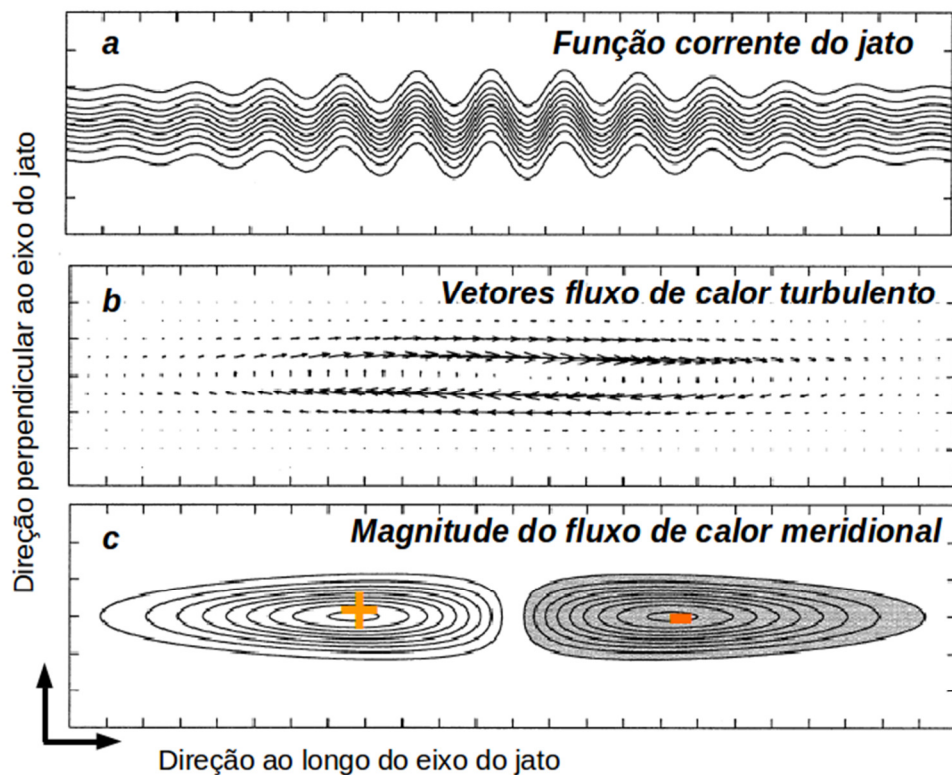 a
Função corrente do jato
b
Vetores fluxo de calor turbulento
c
Magnitude do fluxo de calor meridional
Direção perpendicular ao eixo do jato
Direção ao longo do eixo do jato